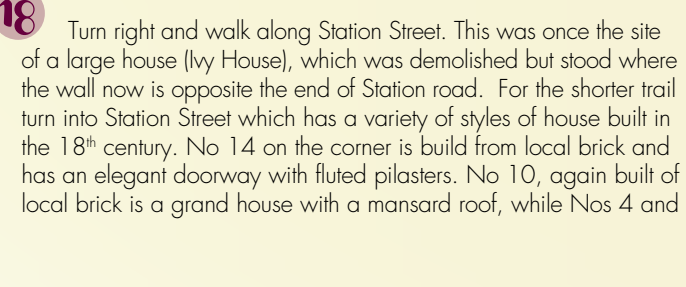 18
Turn right and walk along Station Street. This was once the site
of a large house (Ivy House), which was demolished but stood where
the wall now is opposite the end of Station road.  For the shorter trail
turn into Station Street which has a variety of styles of house built in
the 18th century. No 14 on the corner is build from local brick and
has an elegant doorway with fluted pilasters. No 10, again built of
local brick is a grand house with a mansard roof, while Nos 4 and